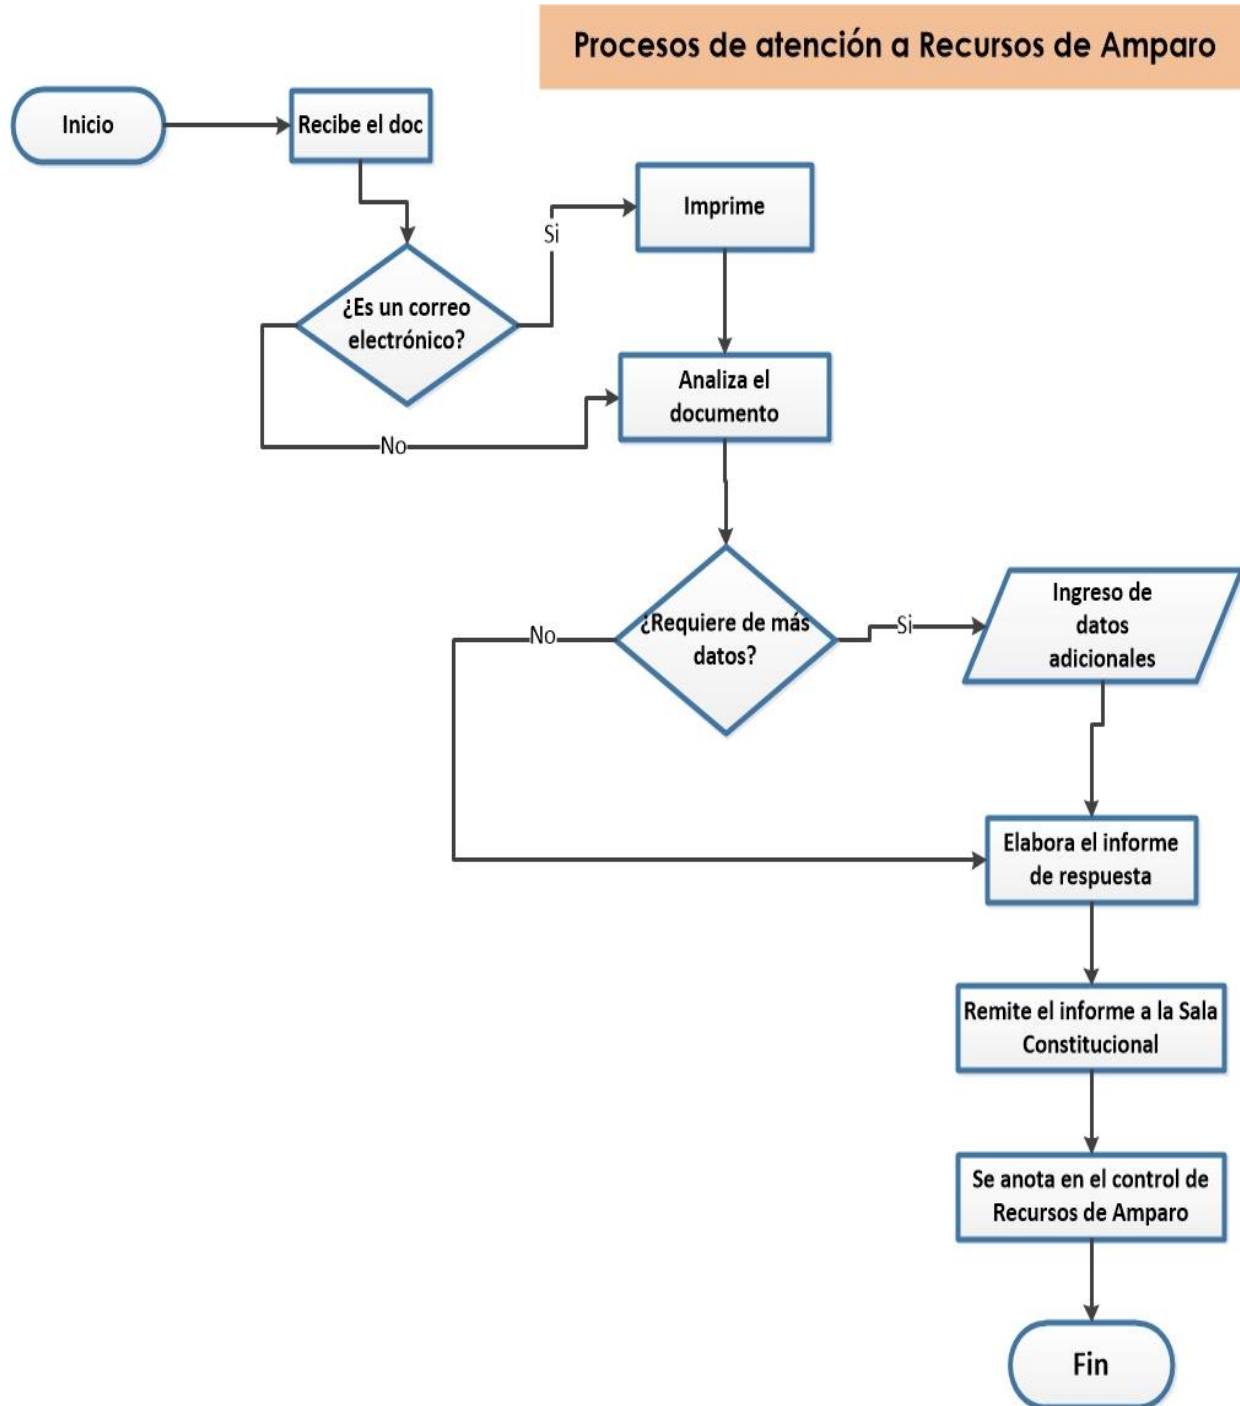 Procesos de atención a Recursos de Amparo
Inicio
Recibe el doc
¿Es un correo
electrónico?
Si
Imprime
No
Analiza el
documento
¿Requiere de más
datos?
Si
Ingreso de
datos
adicionales
No
Elabora el informe
de respuesta
Remite el informe a la Sala
Constitucional
Se anota en el control de
Recursos de Amparo
Fin